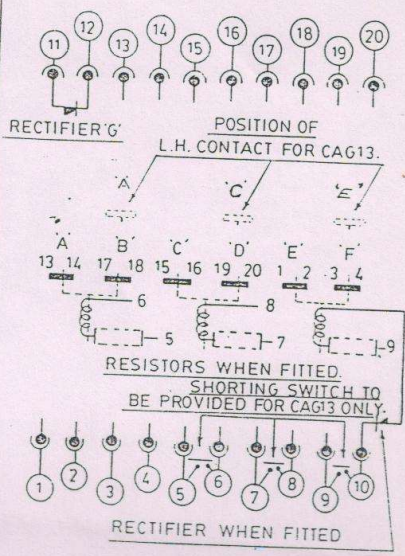 11 12 13 14 15 16 17 18 19 20
RECTIFIER 'G'
POSITION OF
L.H. CONTACT FOR CAG13.
'A' 'C' 'E'
'A' 'B' 'C' 'D' 'E' 'F'
13 14 17 18 15 16 19 20 1 2 3 4
6 8
5 7 9
RESISTORS WHEN FITTED.
SHORTING SWITCH TO
BE PROVIDED FOR CAG13 ONLY.
1 2 3 4 5 6 7 8 9 10
RECTIFIER WHEN FITTED